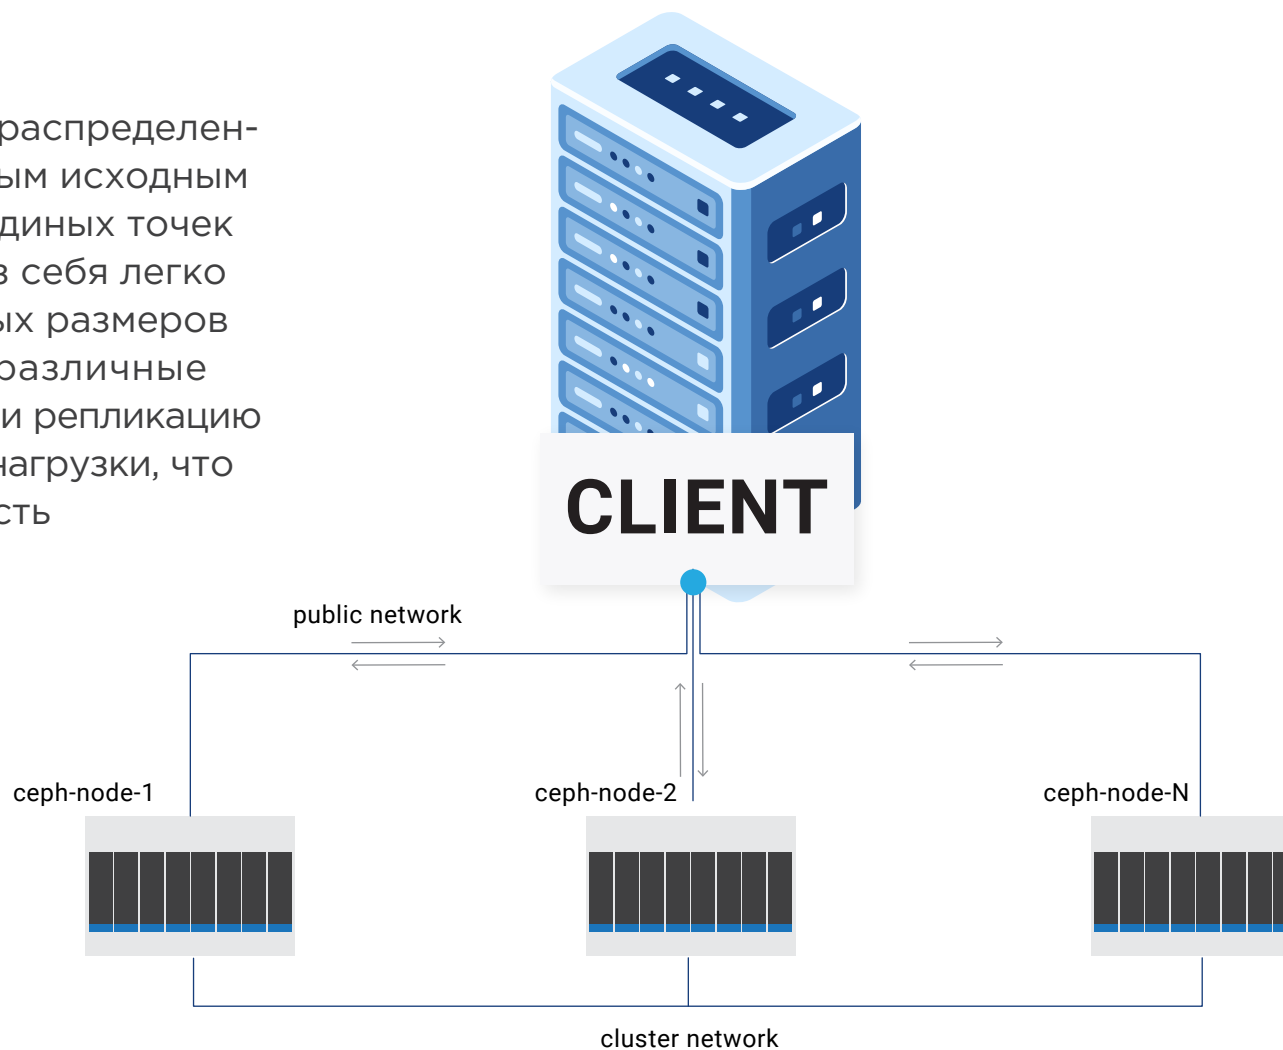 распределен-
ым исходным
диных точек
в себя легко
ых размеров
различные
и репликацию
нагрузки, что
сть
CLIENT
public network
ceph-node-1
ceph-node-2
ceph-node-N
cluster network